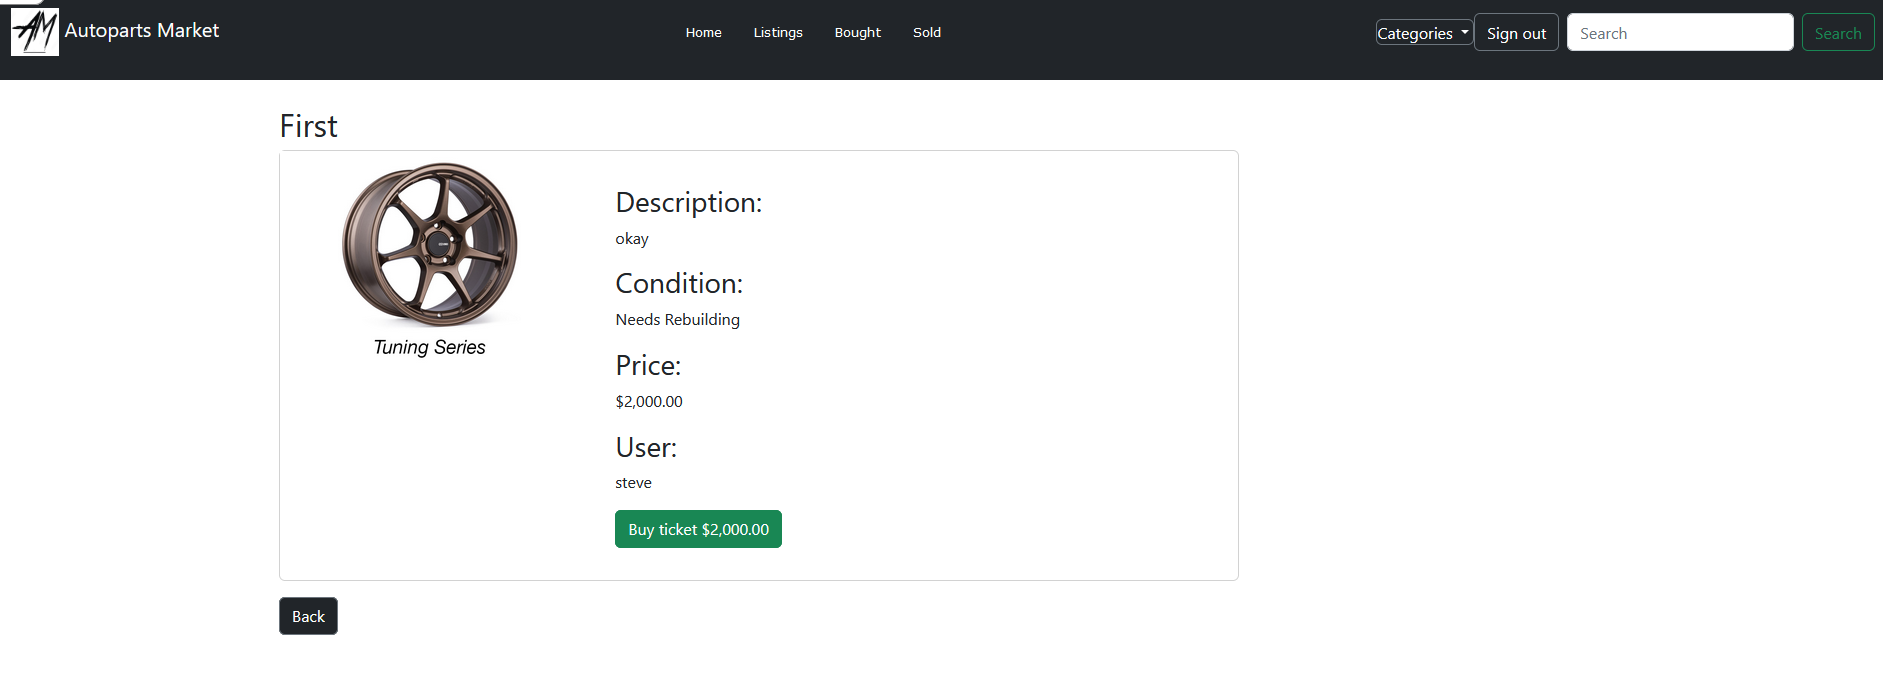 AM Autoparts Market
Home Listings Bought Sold
Categories Sign out Search Search
First
Tuning Series
Description:
okay
Condition:
Needs Rebuilding
Price:
$2,000.00
User:
steve
Buy ticket $2,000.00
Back